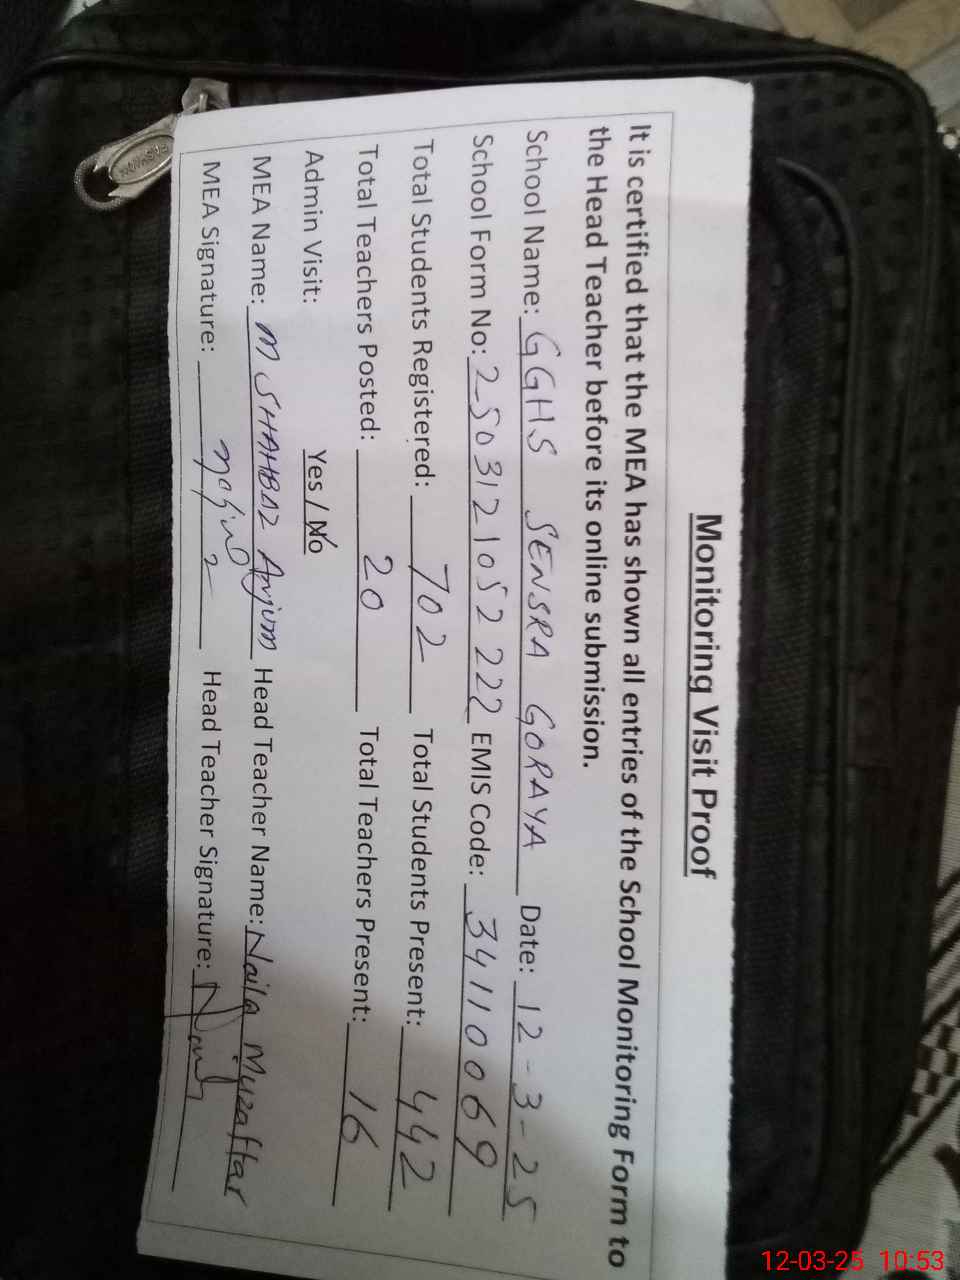 Monitoring Visit Proof
It is certified that the MEA has shown all entries of the School Monitoring Form to
the Head Teacher before its online submission.
School Name: GGHS SENSRA GORAYA Date: 12-3-25
School Form No: 2503121052222 EMIS Code: 34110069
Total Students Registered: 702 Total Students Present: 442
Total Teachers Posted: 20 Total Teachers Present: 16
Admin Visit: Yes / No
MEA Name: M SHAHBAZ Anjum Head Teacher Name: Naila Muzaffar
MEA Signature: Head Teacher Signature:
12-03-25 10:53